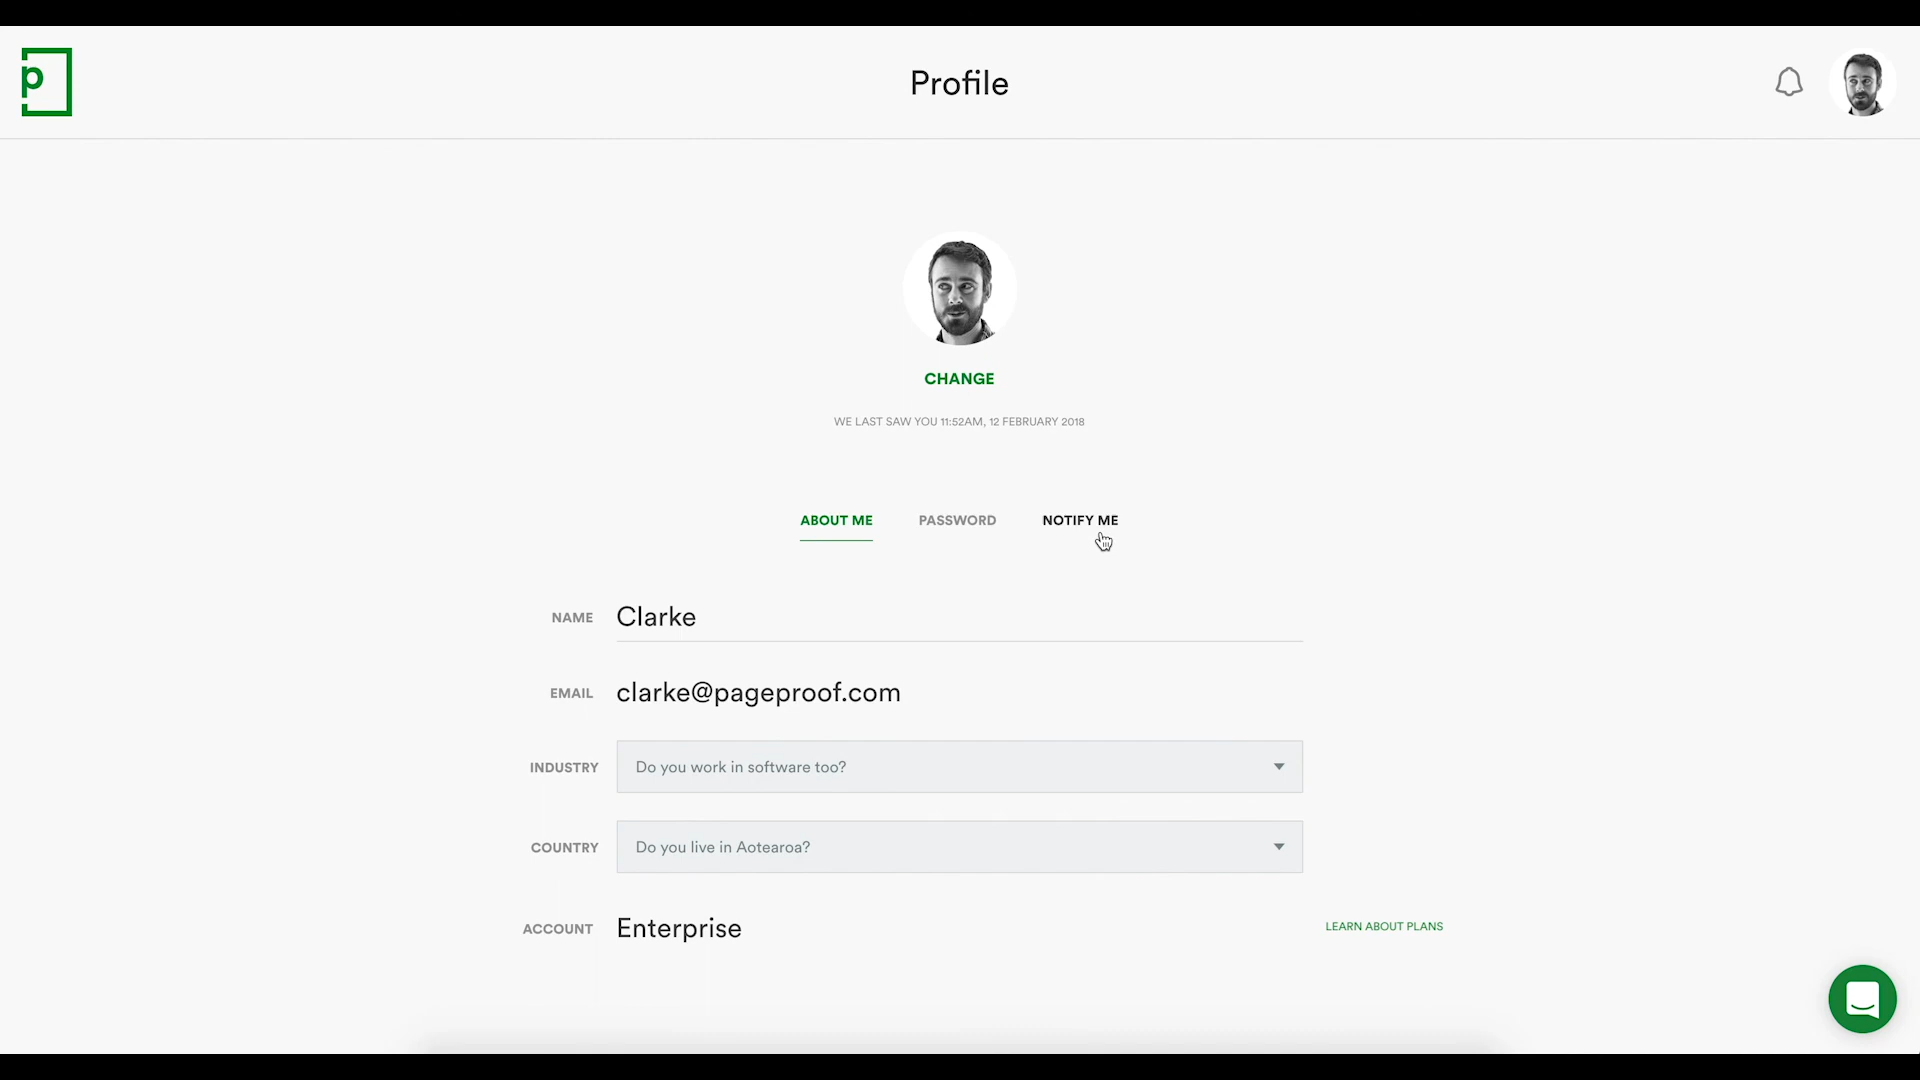 p
Profile
CHANGE
WE LAST SAW YOU 11:52AM, 12 FEBRUARY 2018
ABOUT ME PASSWORD NOTIFY ME
NAME Clarke
EMAIL clarke@pageproof.com
INDUSTRY Do you work in software too?
COUNTRY Do you live in Aotearoa?
ACCOUNT Enterprise LEARN ABOUT PLANS